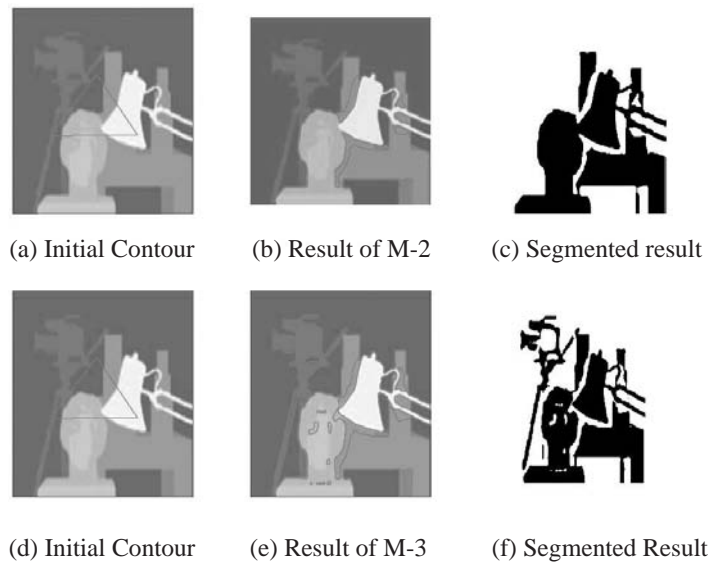 (a) Initial Contour
(b) Result of M-2
(c) Segmented result
(d) Initial Contour
(e) Result of M-3
(f) Segmented Result